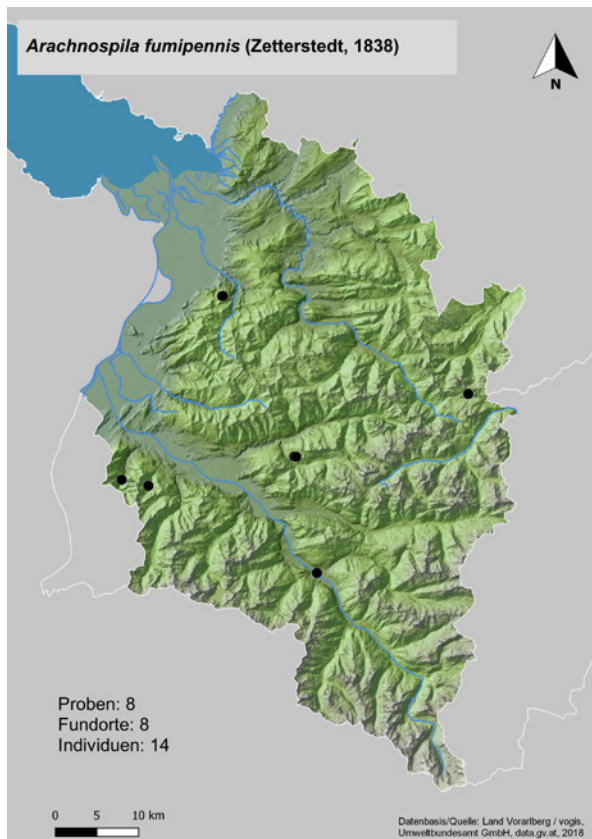 Arachnospila fumipennis (Zetterstedt, 1838)
N
Proben: 8
Fundorte: 8
Individuen: 14
0 5 10 km
Datenbasis/Quelle: Land Vorarlberg / vogis,
Umweltbundesamt GmbH, data.gv.at, 2018